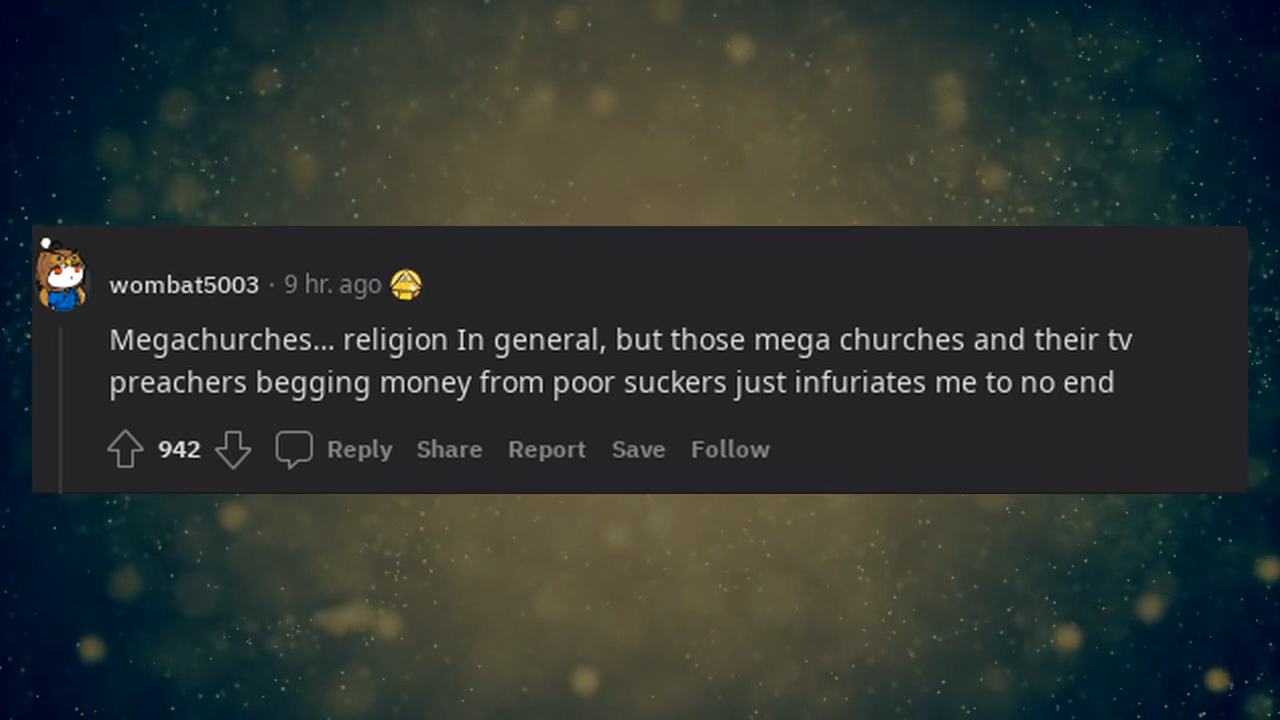 wombat5003 · 9 hr. ago
Megachurches... religion In general, but those mega churches and their tv
preachers begging money from poor suckers just infuriates me to no end
942 Reply Share Report Save Follow